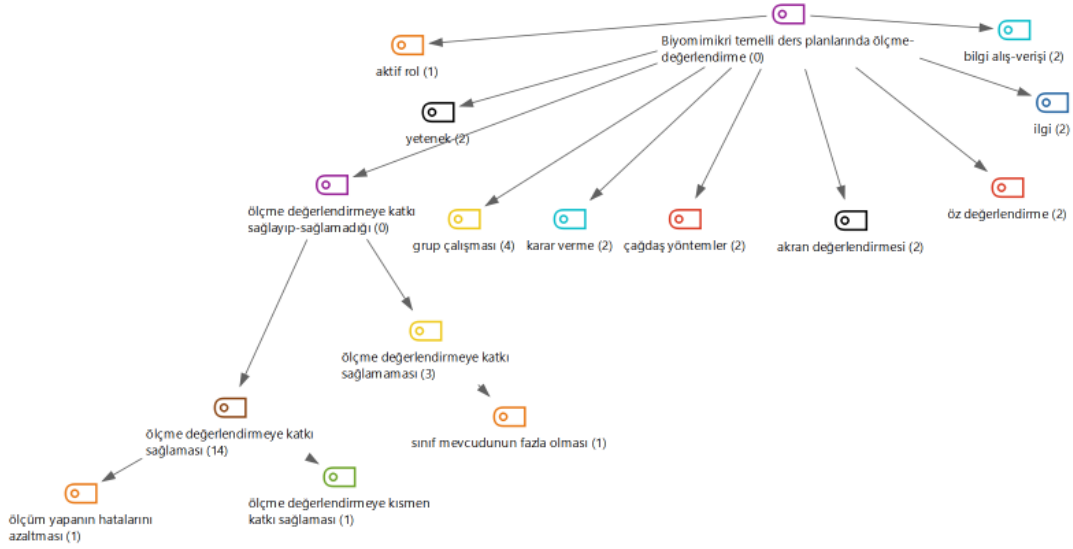 Biyomimikri temelli ders planlarında ölçme-
değerlendirme (0)
aktif rol (1)
bilgi alış-verişi (2)
yetenek (2)
ilgi (2)
ölçme değerlendirmeye katkı
sağlayıp-sağlamadığı (0)
grup çalışması (4)
karar verme (2)
çağdaş yöntemler (2)
akran değerlendirmesi (2)
öz değerlendirme (2)
ölçme değerlendirmeye katkı
sağlamaması (3)
sınıf mevcudunun fazla olması (1)
ölçme değerlendirmeye katkı
sağlaması (14)
ölçüm yapanın hatalarını
azaltması (1)
ölçme değerlendirmeye kısmen
katkı sağlaması (1)